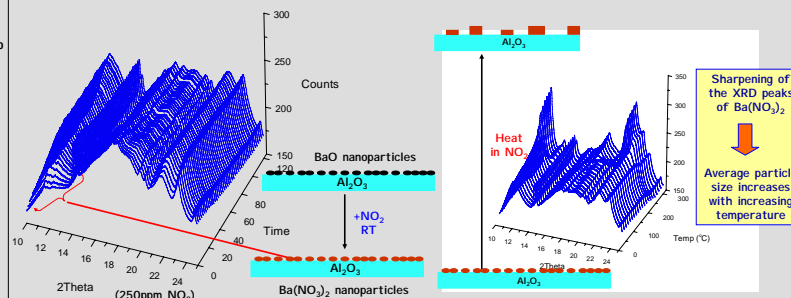 300
250
200
150
Counts
120
100
80
60
40
20
0
Time
10
12
14
16
18
20
22
24
2Theta
(250ppm NO₂)
BaO nanoparticles
Al₂O₃
+NO₂
RT
Al₂O₃
Ba(NO₃)₂ nanoparticles
Al₂O₃
Heat
in NO₂
Al₂O₃
350
300
250
200
150
300
200
100
0
Temp (°C)
10
12
14
16
18
20
22
24
2Theta
Sharpening of
the XRD peaks
of Ba(NO₃)₂
Average
size increases
with increasing
temperature